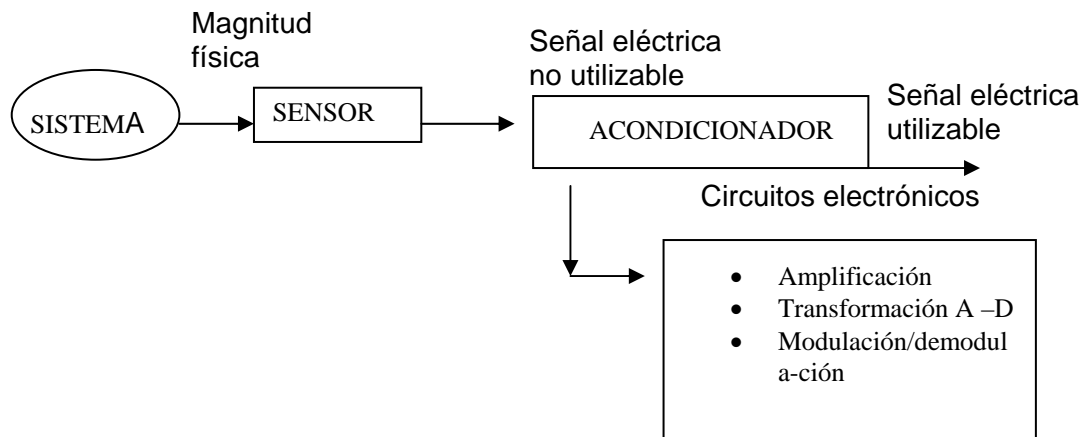 Magnitud
física
Señal eléctrica
no utilizable
SISTEMA
SENSOR
ACONDICIONADOR
Señal eléctrica
utilizable
Circuitos electrónicos
• Amplificación
• Transformación A –D
• Modulación/demodul
a-ción